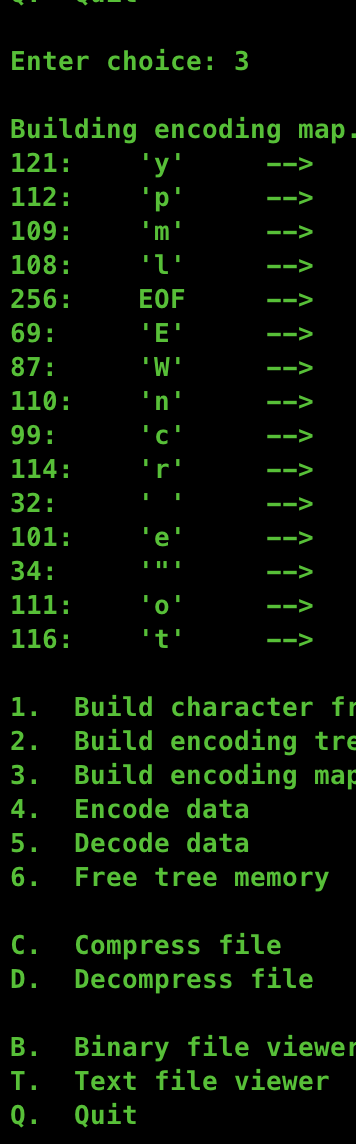 Enter choice: 3
Building encoding map.
121: 'y' -->
112: 'p' -->
109: 'm' -->
108: 'l' -->
256: EOF -->
69: 'E' -->
87: 'W' -->
110: 'n' -->
99: 'c' -->
114: 'r' -->
32: ' ' -->
101: 'e' -->
34: '"' -->
111: 'o' -->
116: 't' -->
1. Build character fr
2. Build encoding tre
3. Build encoding map
4. Encode data
5. Decode data
6. Free tree memory
C. Compress file
D. Decompress file
B. Binary file viewer
T. Text file viewer
Q. Quit